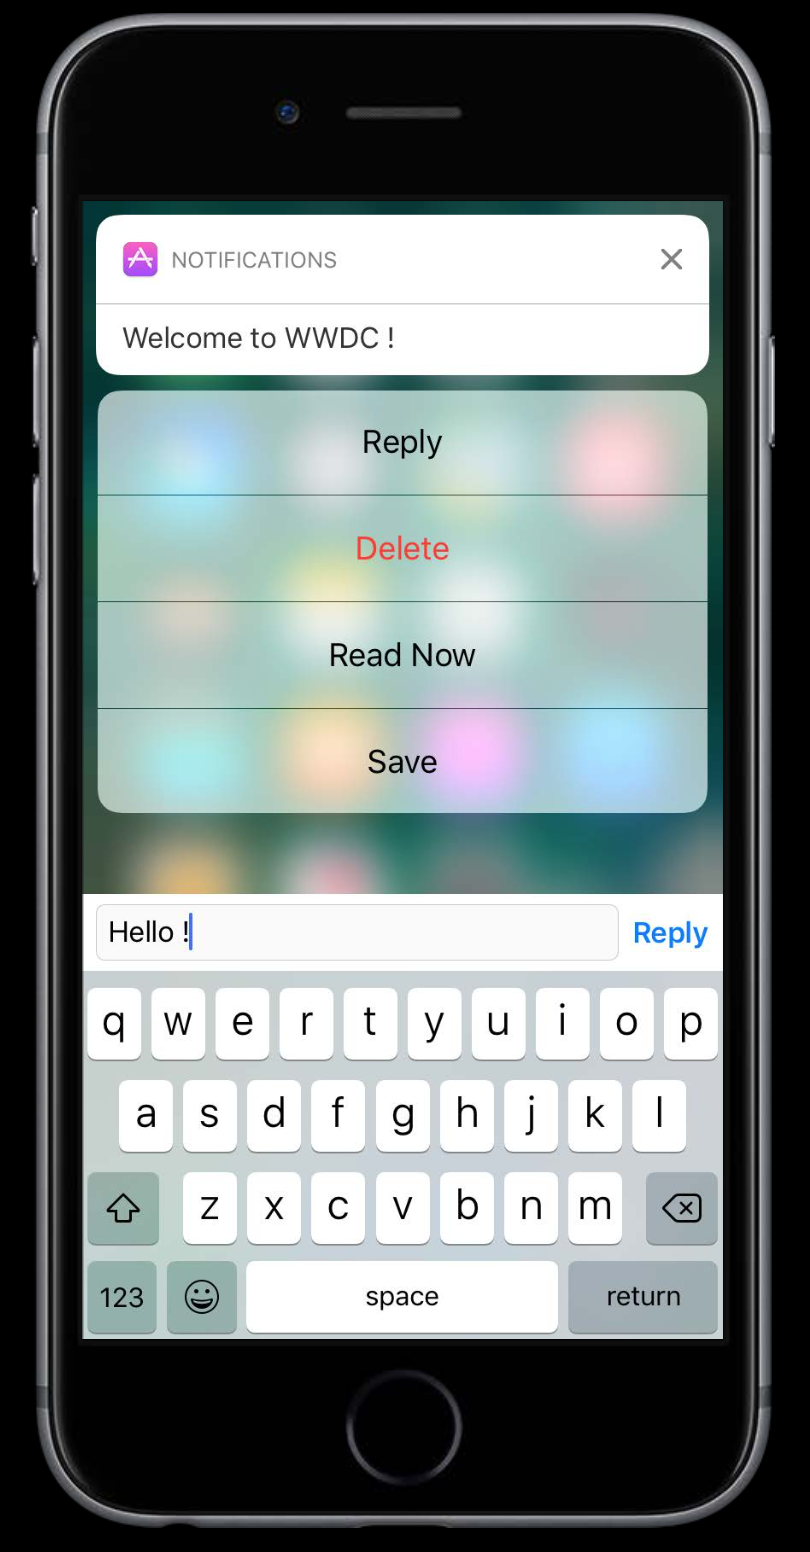 NOTIFICATIONS
Welcome to WWDC !
Reply
Delete
Read Now
Save
Hello ! Reply
q w e r t y u i o p
a s d f g h j k l
z x c v b n m
123 space return